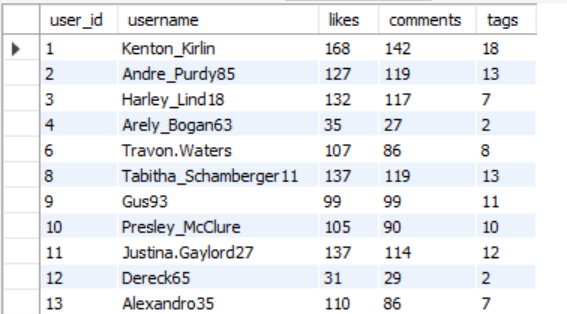 user_id username likes comments tags
1 Kenton_Kirlin 168 142 18
2 Andre_Purdy85 127 119 13
3 Harley_Lind18 132 117 7
4 Arely_Bogan63 35 27 2
6 Travon.Waters 107 86 8
8 Tabitha_Schamberger11 137 119 13
9 Gus93 99 99 11
10 Presley_McClure 105 90 10
11 Justina.Gaylord27 137 114 12
12 Dereck65 31 29 2
13 Alexandro35 110 86 7